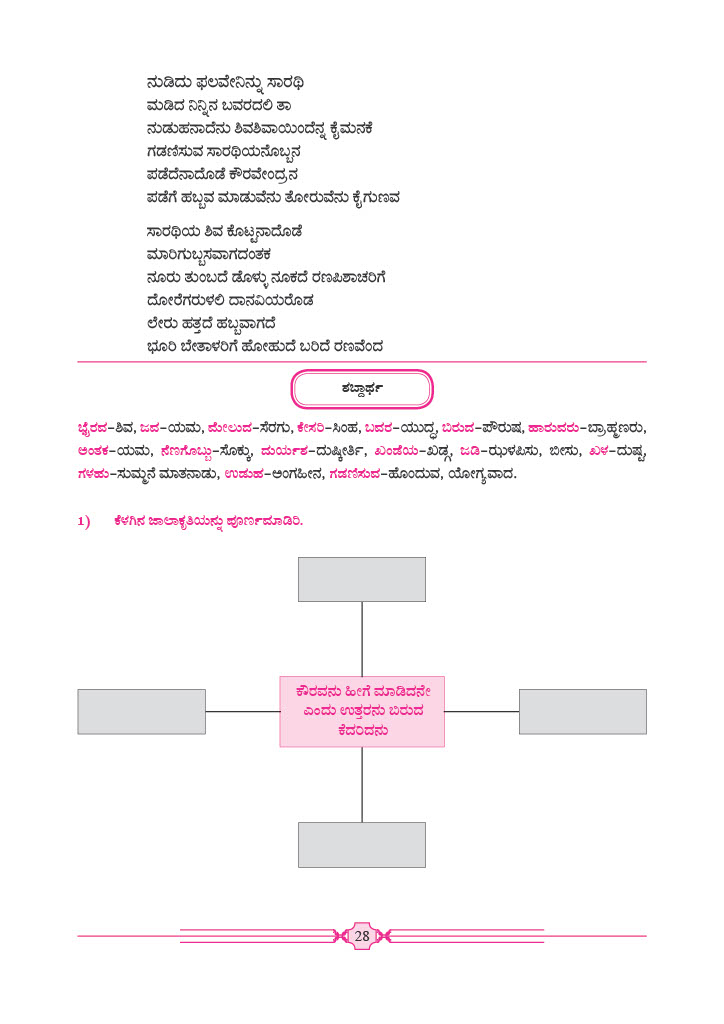 ನುಡಿದು ಫಲವೇನಿನ್ನು ಸಾರಥಿ
ಮಡಿದ ನಿನ್ನಿನ ಬವರದಲಿ ತಾ
ನುಡುಹನಾದೆನು ಶಿವಶಿವಾಯಿಂದೆನ್ನ ಕೈಮನಕೆ
ಗಡಣಿಸುವ ಸಾರಥಿಯನೊಬ್ಬನ
ಪಡೆದೆನಾದೊಡೆ ಕೌರವೇಂದ್ರನ
ಪಡೆಗೆ ಹಬ್ಬವ ಮಾಡುವೆನು ತೋರುವೆನು ಕೈಗುಣವ
ಸಾರಥಿಯ ಶಿವ ಕೊಟ್ಟನಾದೊಡೆ
ಮಾರಿಗುಬ್ಬಸವಾಗದಂತಕ
ನೂರು ತುಂಬದೆ ಡೊಳ್ಳು ನೂಕದೆ ರಣಪಿಶಾಚರಿಗೆ
ದೋರೆಗರುಳಲಿ ದಾನವಿಯರೊಡ
ಲೇರು ಹತ್ತದೆ ಹಬ್ಬವಾಗದೆ
ಭೂರಿ ಬೇತಾಳರಿಗೆ ಹೋಹುದೆ ಬರಿದೆ ರಣವೆಂದ
ಶಬ್ದಾರ್ಥ
ಭೈರವ–ಶಿವ, ಜವ–ಯಮ, ಮೇಲುದ–ಸೆರಗು, ಕೇಸರಿ–ಸಿಂಹ, ಬವರ–ಯುದ್ಧ, ಬಿರುದ–ಪೌರುಷ, ಹಾರುವರು–ಬ್ರಾಹ್ಮಣರು,
ಅಂತಕ–ಯಮ, ನೆಣಗೊಬ್ಬು–ಸೊಕ್ಕು, ದುರ್ಯಶ–ದುಷ್ಕೀರ್ತಿ, ಖಂಡೆಯ–ಖಡ್ಗ, ಜಡಿ–ಝಳಪಿಸು, ಬೀಸು, ಖಳ–ದುಷ್ಟ,
ಗಳಹು–ಸುಮ್ಮನೆ ಮಾತನಾಡು, ಉಡುಹ–ಅಂಗಹೀನ, ಗಡಣಿಸುವ–ಹೊಂದುವ, ಯೋಗ್ಯವಾದ.
1) ಕೆಳಗಿನ ಜಾಲಾಕೃತಿಯನ್ನು ಪೂರ್ಣಮಾಡಿರಿ.
ಕೌರವನು ಹೀಗೆ ಮಾಡಿದನೇ
ಎಂದು ಉತ್ತರನು ಬಿರುದ
ಕೆದರಿದನು
28